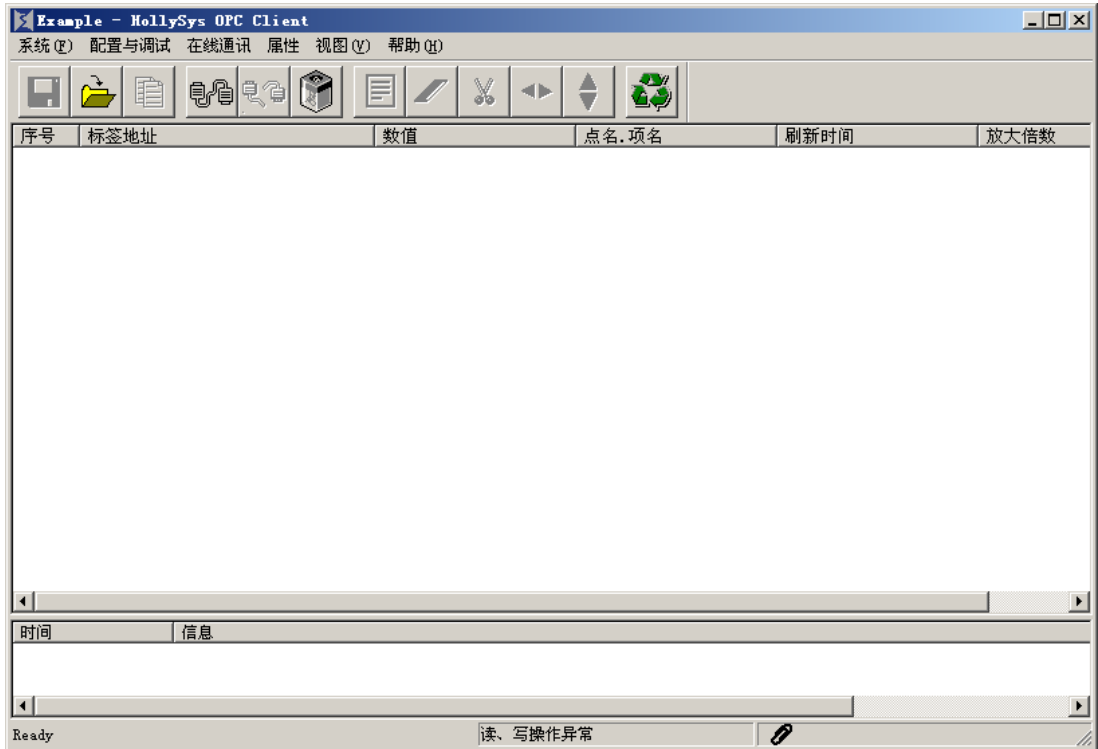 Example - HollySys OPC Client
系统(F) 配置与调试 在线通讯 属性 视图(V) 帮助(H)
序号 标签地址 数值 点名.项名 刷新时间 放大倍数
时间 信息
Ready 读、写操作异常